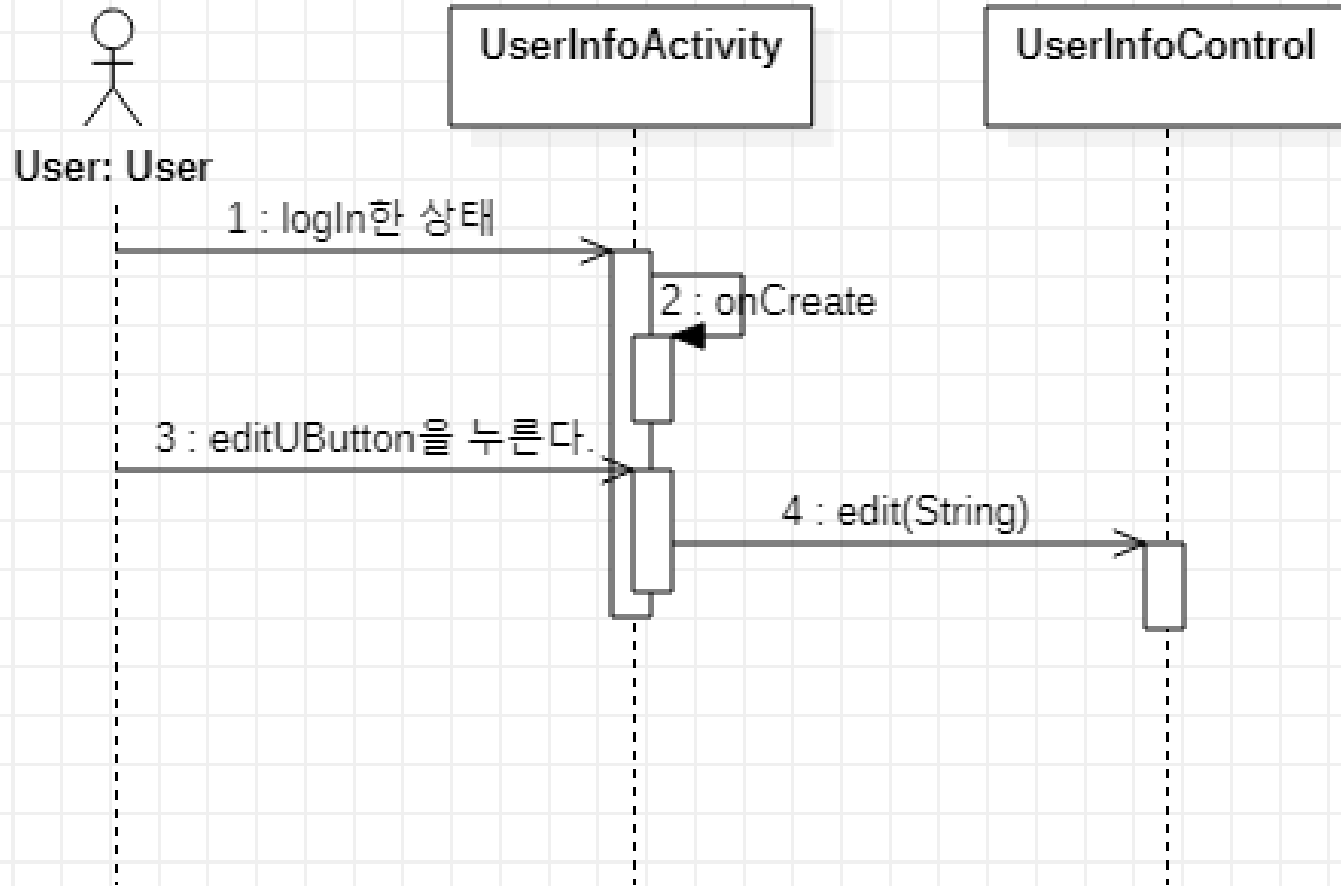 UserInfoActivity
UserInfoControl
User: User
1 : logIn한 상태
2 : onCreate
3 : editUButton을 누른다.
4 : edit(String)